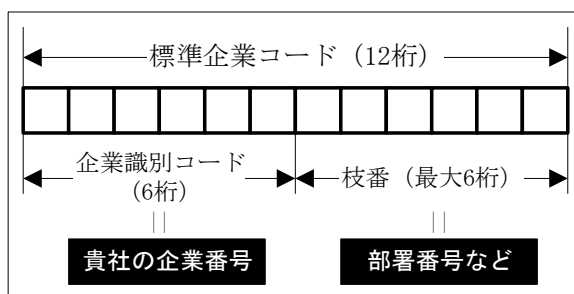 標準企業コード（12桁）
企業識別コード
（6桁）
枝番（最大6桁）
||
||
貴社の企業番号
部署番号など